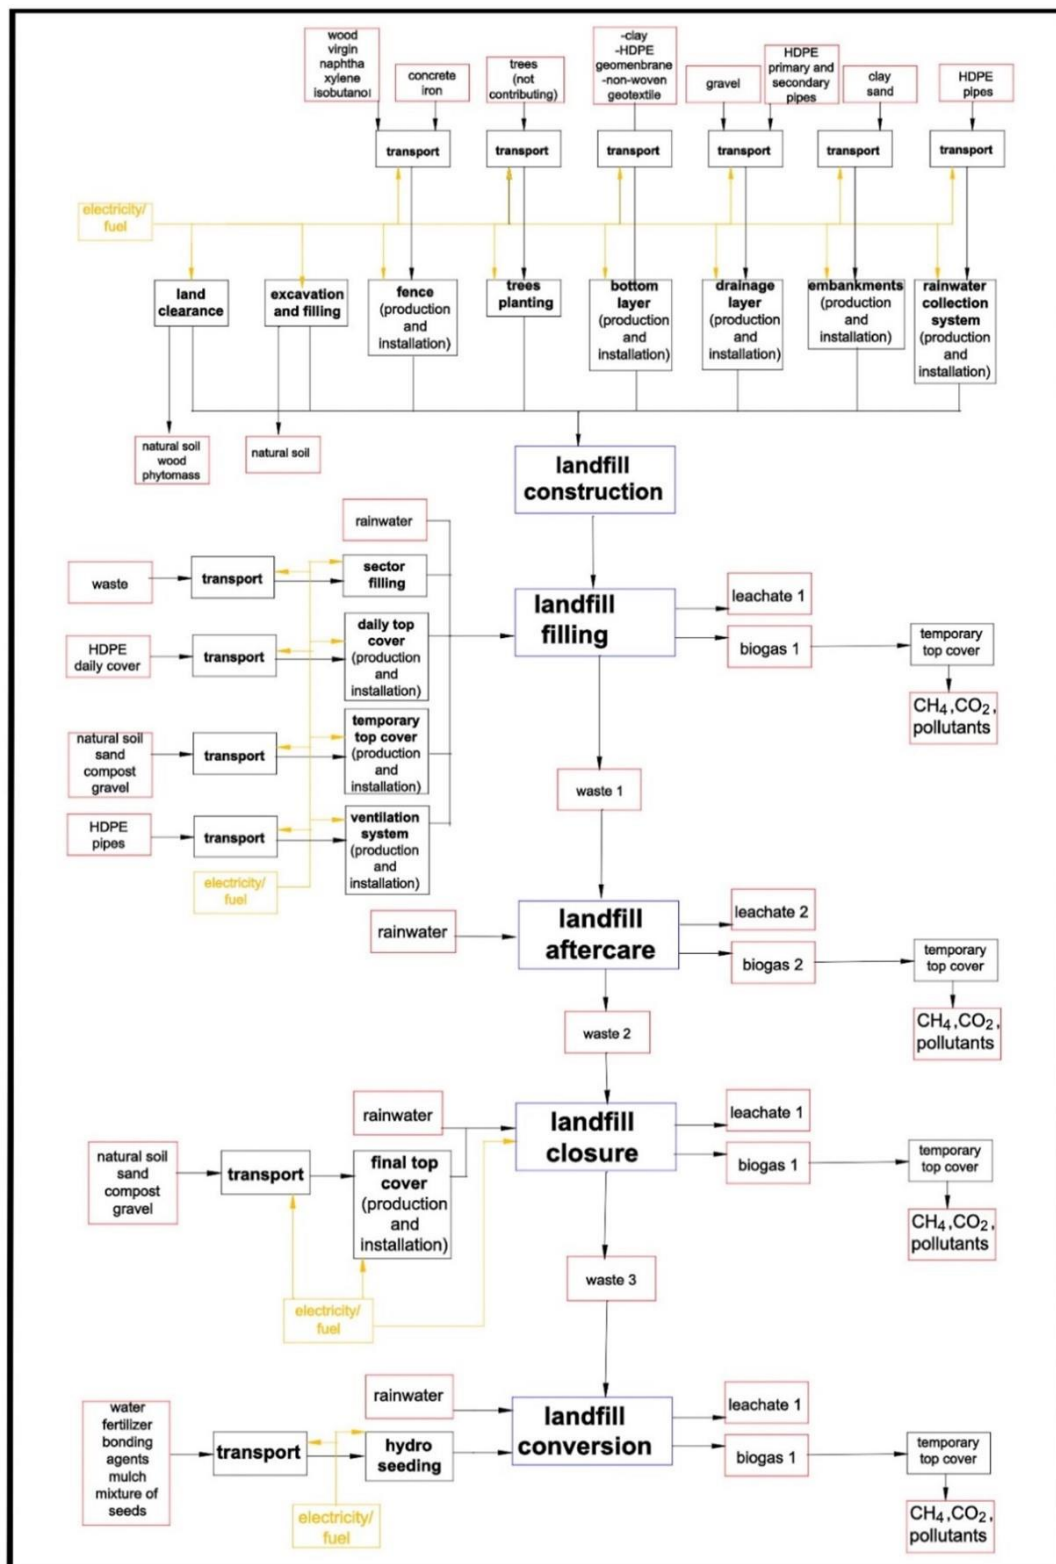 wood
virgin
naphtha
xylene
isobutanol
concrete
iron
trees
(not
contributing)
-clay
-HDPE
geomenbrane
-non-woven
geotextile
gravel
HDPE
primary and
secondary
pipes
clay
sand
HDPE
pipes
transport
transport
transport
transport
transport
transport
electricity/
fuel
land
clearance
excavation
and filling
fence
(production
and
installation)
trees
planting
bottom
layer
(production
and
installation)
drainage
layer
(production
and
installation)
embankments
(production
and
installation)
rainwater
collection
system
(production
and
installation)
natural soil
wood
phytomass
natural soil
landfill
construction
rainwater
waste
transport
sector
filling
HDPE
daily cover
transport
daily top
cover
(production
and
installation)
natural soil
sand
compost
gravel
transport
temporary
top cover
(production
and
installation)
HDPE
pipes
transport
ventilation
system
(production
and
installation)
electricity/
fuel
landfill
filling
leachate 1
biogas 1
temporary
top cover
CH₄,CO₂,
pollutants
waste 1
rainwater
landfill
aftercare
leachate 2
biogas 2
temporary
top cover
CH₄,CO₂,
pollutants
waste 2
rainwater
natural soil
sand
compost
gravel
transport
final top
cover
(production
and
installation)
electricity/
fuel
landfill
closure
leachate 1
biogas 1
temporary
top cover
CH₄,CO₂,
pollutants
waste 3
rainwater
water
fertilizer
bonding
agents
mulch
mixture of
seeds
transport
hydro
seeding
electricity/
fuel
landfill
conversion
leachate 1
biogas 1
temporary
top cover
CH₄,CO₂,
pollutants